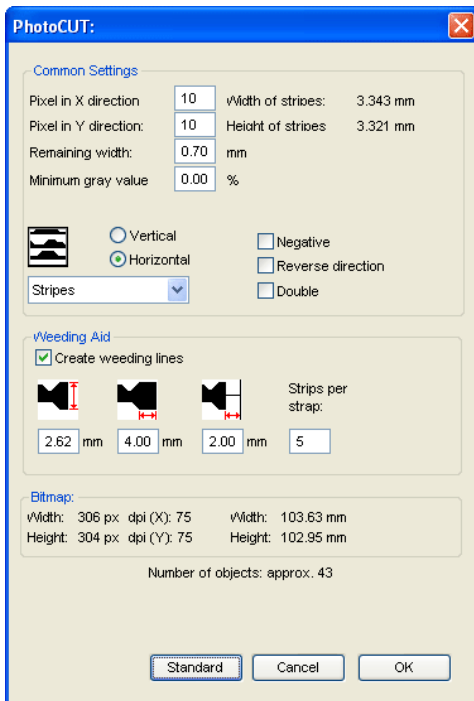 PhotoCUT:
Common Settings
Pixel in X direction 10 Width of stripes: 3.343 mm
Pixel in Y direction: 10 Height of stripes 3.321 mm
Remaining width: 0.70 mm
Minimum gray value 0.00 %
Vertical
Horizontal
Stripes
Negative
Reverse direction
Double
Weeding Aid
Create weeding lines
Strips per
strap:
2.62 mm 4.00 mm 2.00 mm 5
Bitmap:
Width: 306 px dpi (X): 75 Width: 103.63 mm
Height: 304 px dpi (Y): 75 Height: 102.95 mm
Number of objects: approx. 43
Standard Cancel OK